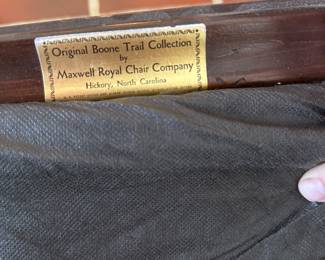 Original Boone Trail Collection
by
Maxwell Royal Chair Company
Hickory, North Carolina